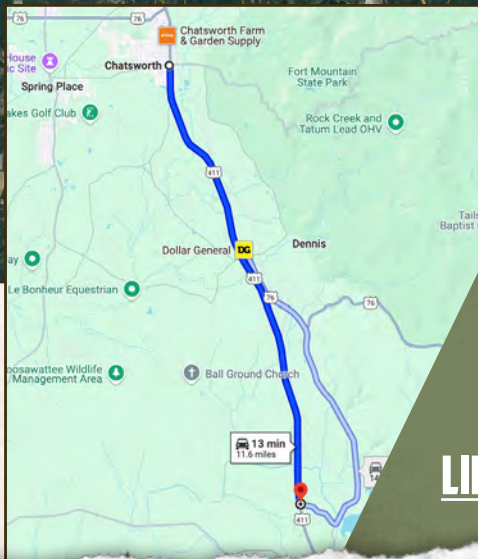 76
76
Chatsworth Farm
& Garden Supply
House
ic Site
Chatsworth
Spring Place
Fort Mountain
State Park
akes Golf Club
Rock Creek and
Tatum Lead OHV
411
Tails
Baptist
Dollar General
DG
Dennis
411
ay
76
76
Le Bonheur Equestrian
oosawattee Wildlife
Management Area
Ball Ground Church
13 min
11.6 miles
14
411